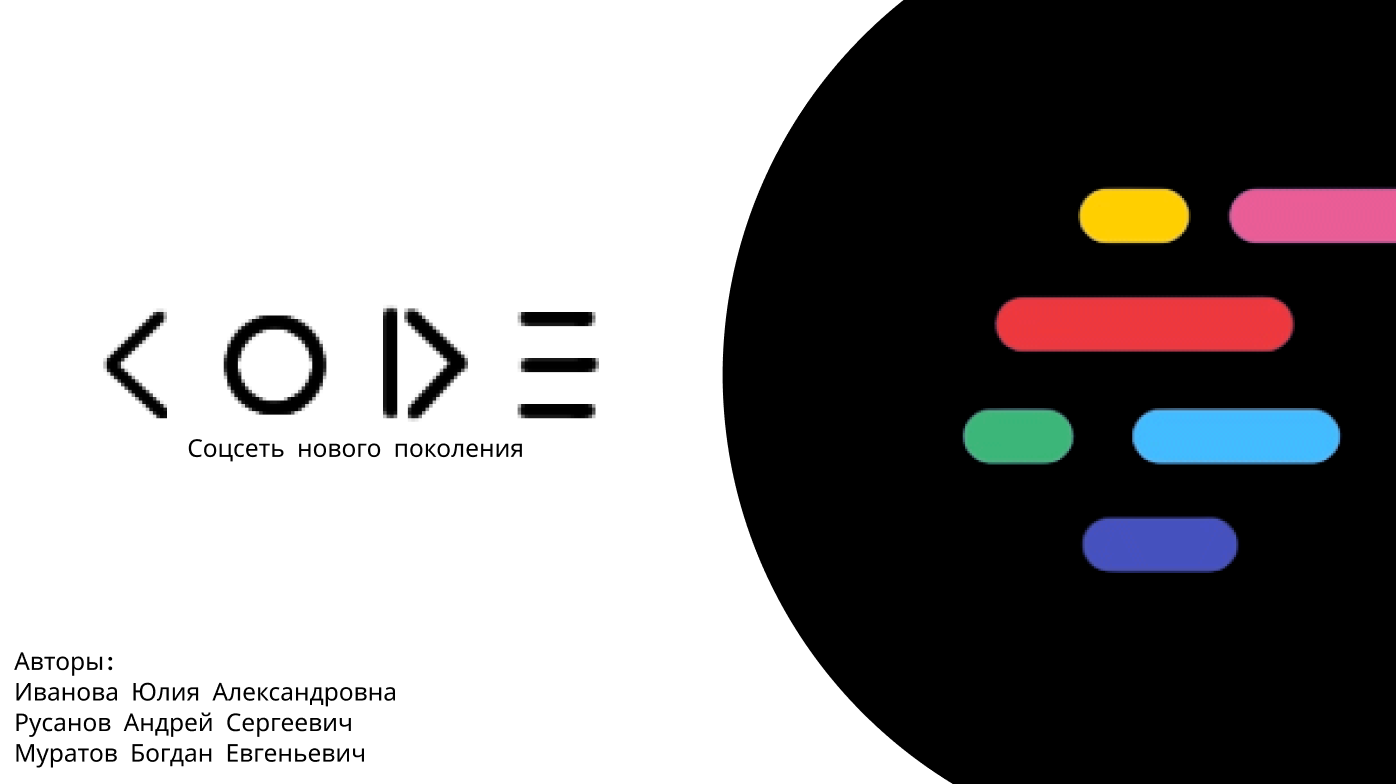 CODE
Соцсеть нового поколения
Авторы:
Иванова Юлия Александровна
Русанов Андрей Сергеевич
Муратов Богдан Евгеньевич